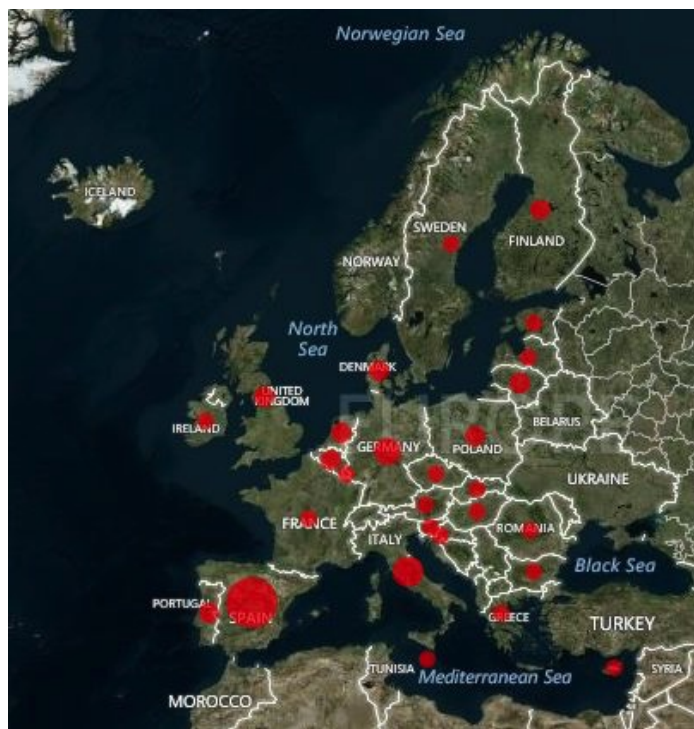 Norwegian Sea
ICELAND
SWEDEN
FINLAND
NORWAY
North
Sea
DENMARK
UNITED
KINGDOM
IRELAND
EUROPE
BELARUS
GERMANY
POLAND
UKRAINE
FRANCE
ROMANIA
ITALY
Black Sea
PORTUGAL
SPAIN
GREECE
TURKEY
TUNISIA
Mediterranean Sea
SYRIA
MOROCCO